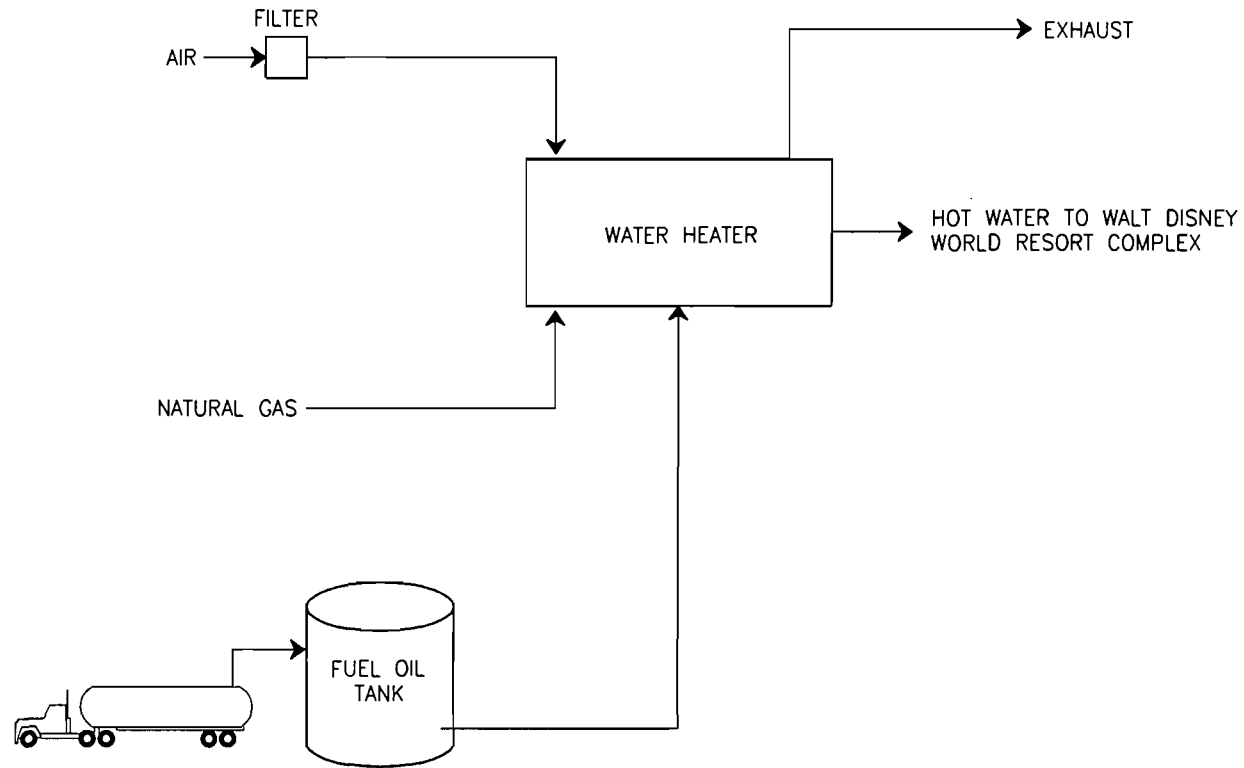 FILTER
AIR
EXHAUST
WATER HEATER
HOT WATER TO WALT DISNEY
WORLD RESORT COMPLEX
NATURAL GAS
FUEL OIL
TANK